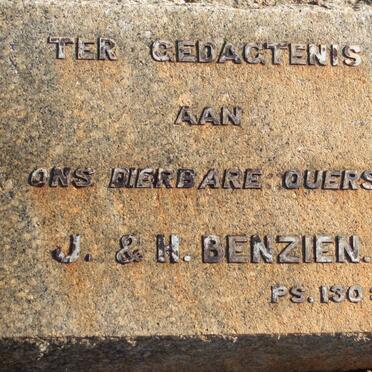 TER GEDAGTENIS
AAN
ONS DIERBARE OUERS
J. & H. BENZIEN.
PS. 130: